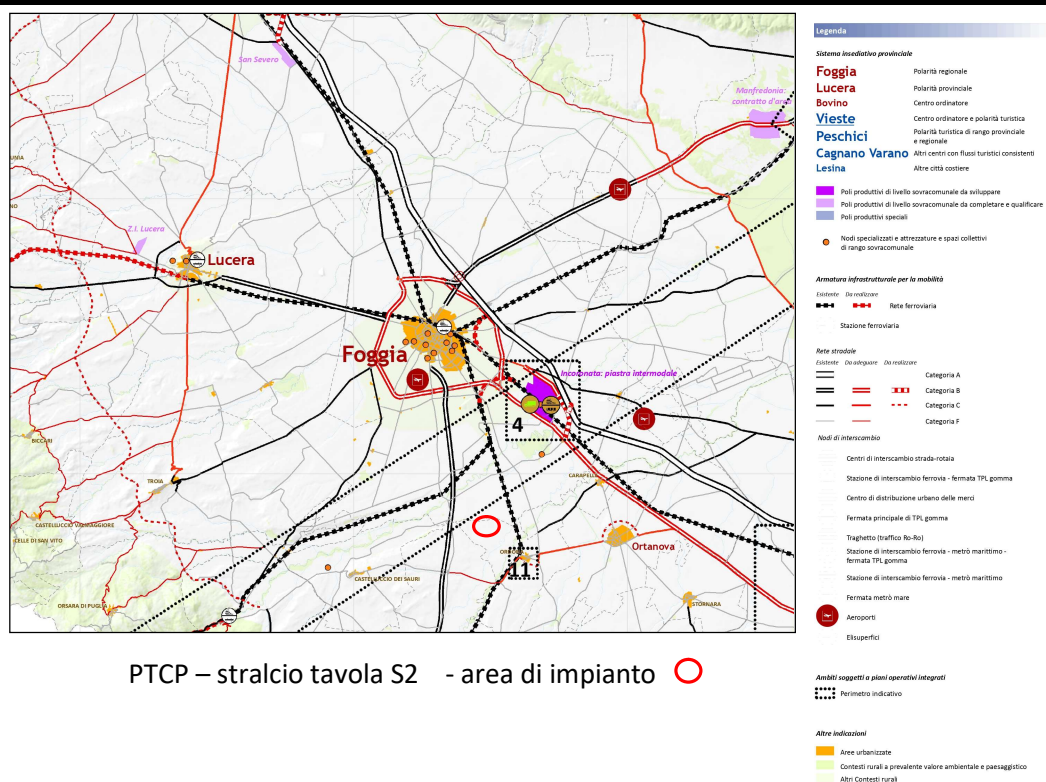 San Severo
Manfredonia:
contratto d'area
Z.I. Lucera
Lucera
Foggia
Incoronata: piastra intermodale
4
BICCARI
TROIA
CARAPELLE
CASTELLUCCIO VALMAGGIORE
CELLE DI SAN VITO
Ortanova
11
CASTELLUCCIO DEI SAURI
ORSARA DI PUGLIA
STORNARA
PTCP – stralcio tavola S2 - area di impianto
Legenda
Sistema insediativo provinciale
Foggia Polarità regionale
Lucera Polarità provinciale
Bovino Centro ordinatore
Vieste Centro ordinatore e polarità turistica
Peschici Polarità turistica di rango provinciale
e regionale
Cagnano Varano Altri centri con flussi turistici consistenti
Lesina Altre città costiere
Poli produttivi di livello sovracomunale da sviluppare
Poli produttivi di livello sovracomunale da completare e qualificare
Poli produttivi speciali
Nodi specializzati e attrezzature e spazi collettivi
di rango sovracomunale
Armatura infrastrutturale per la mobilità
Esistente Da realizzare
Rete ferroviaria
Stazione ferroviaria
Rete stradale
Esistente Da adeguare Da realizzare
Categoria A
Categoria B
Categoria C
Categoria F
Nodi di interscambio
Centri di interscambio strada-rotaia
Stazione di interscambio ferrovia - fermata TPL gomma
Centro di distribuzione urbano delle merci
Fermata principale di TPL gomma
Traghetto (traffico Ro-Ro)
Stazione di interscambio ferrovia - metrò marittimo -
fermata TPL gomma
Stazione di interscambio ferrovia - metrò marittimo
Fermata metrò mare
Aeroporti
Elisuperfici
Ambiti soggetti a piani operativi integrati
Perimetro indicativo
Altre indicazioni
Aree urbanizzate
Contesti rurali a prevalente valore ambientale e paesaggistico
Altri Contesti rurali